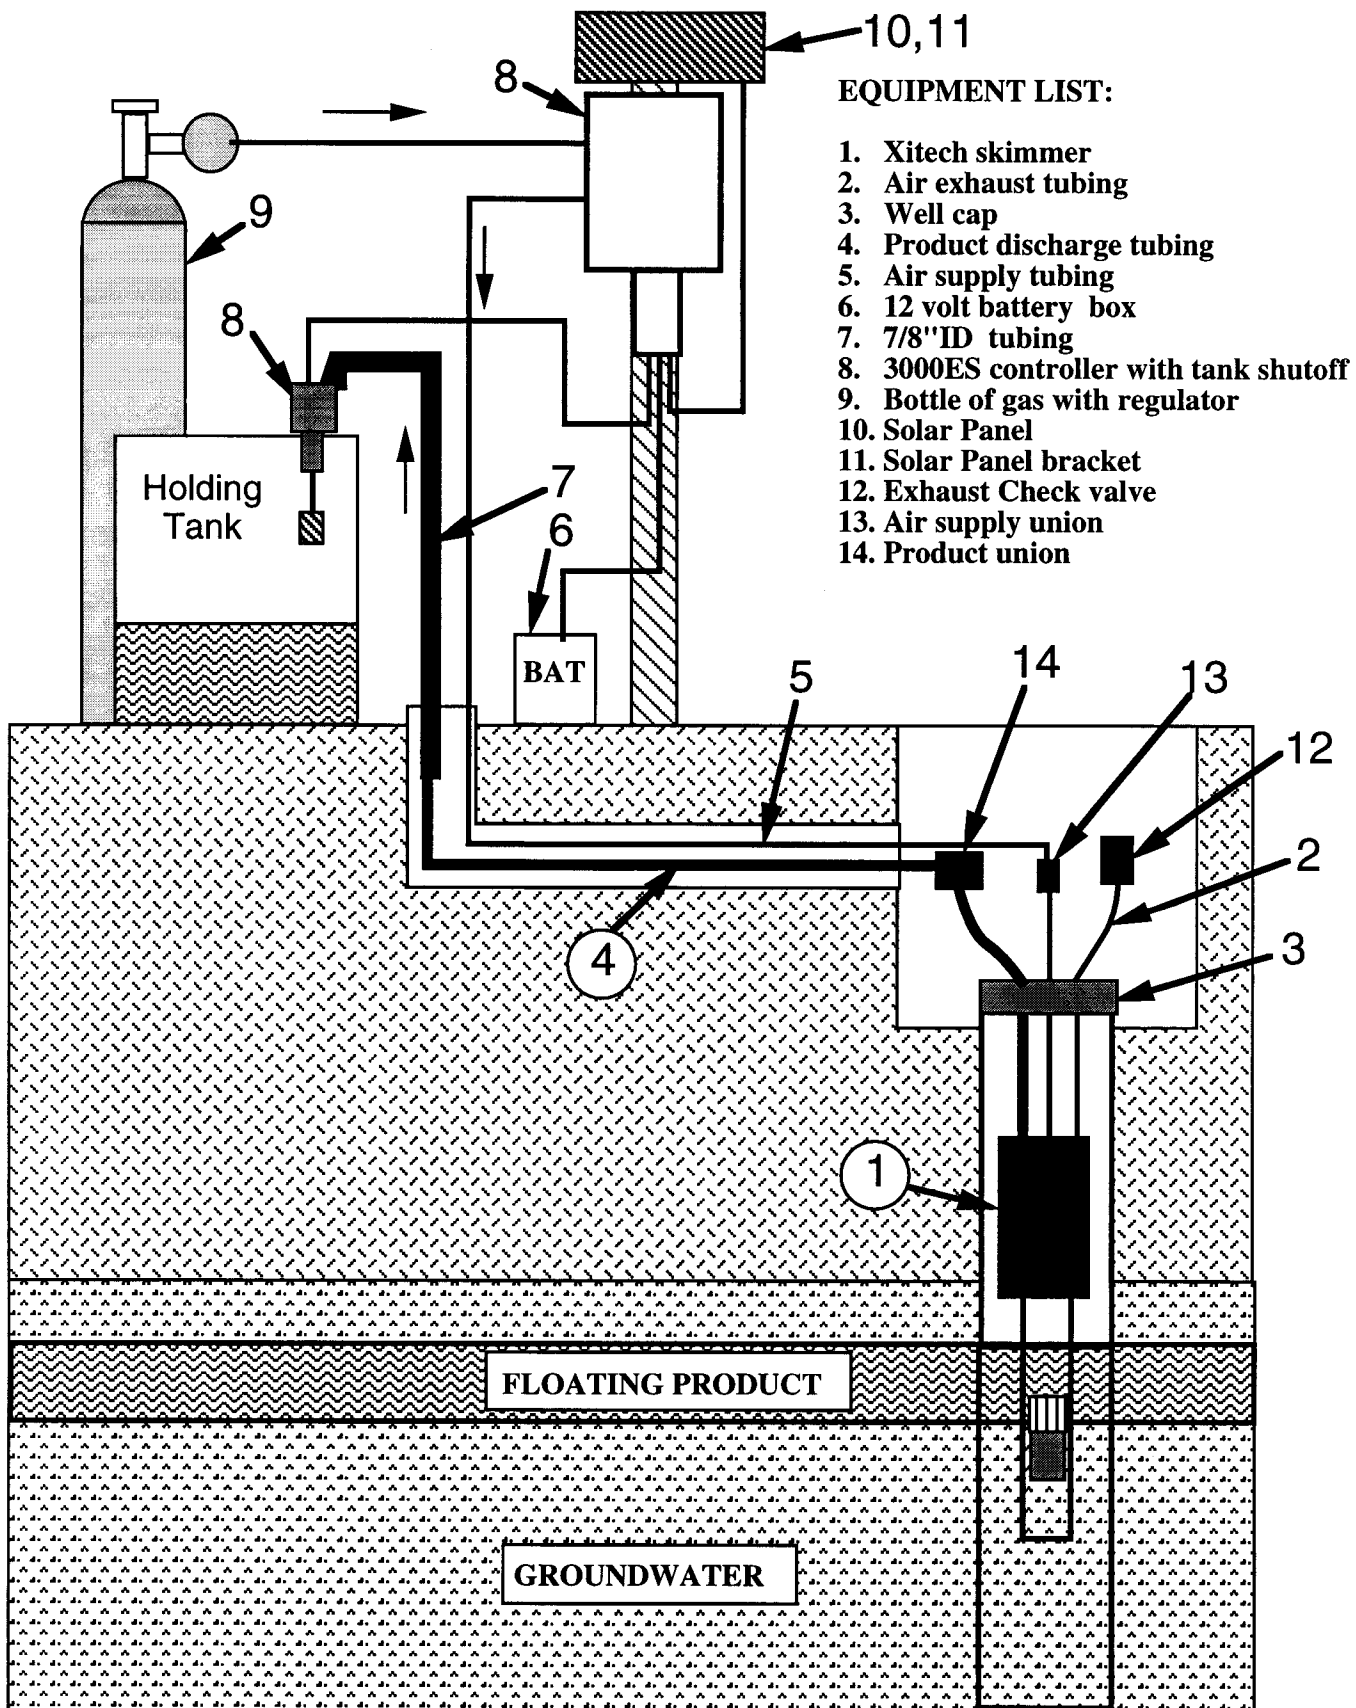 10,11
8
EQUIPMENT LIST:
1. Xitech skimmer
2. Air exhaust tubing
3. Well cap
4. Product discharge tubing
5. Air supply tubing
6. 12 volt battery box
7. 7/8"ID tubing
8. 3000ES controller with tank shutoff
9. Bottle of gas with regulator
10. Solar Panel
11. Solar Panel bracket
12. Exhaust Check valve
13. Air supply union
14. Product union
9
8
Holding
Tank
7
6
BAT
5
14
13
12
2
4
3
1
FLOATING PRODUCT
GROUNDWATER